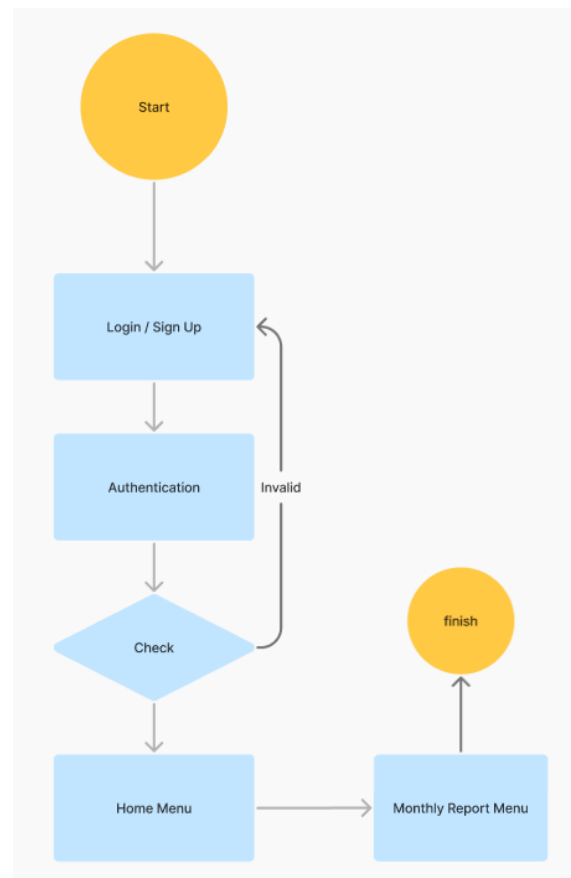 Start
Login / Sign Up
Authentication
Invalid
Check
finish
Home Menu
Monthly Report Menu